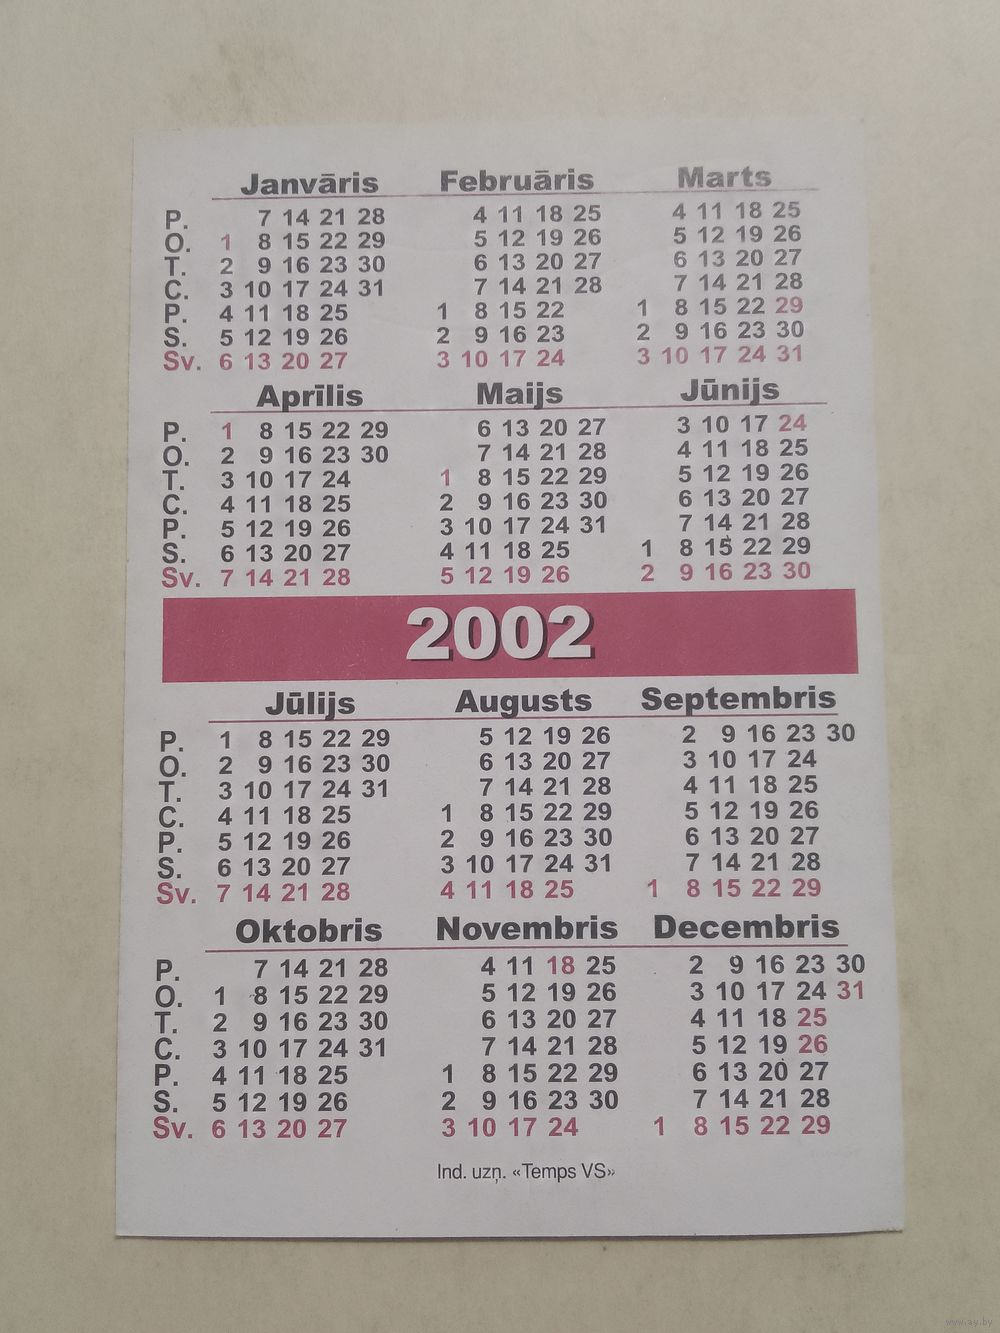 Janvāris Februāris Marts
P. 7 14 21 28 4 11 18 25 4 11 18 25
O. 1 8 15 22 29 5 12 19 26 5 12 19 26
T. 2 9 16 23 30 6 13 20 27 6 13 20 27
C. 3 10 17 24 31 7 14 21 28 7 14 21 28
P. 4 11 18 25 1 8 15 22 1 8 15 22 29
S. 5 12 19 26 2 9 16 23 2 9 16 23 30
Sv. 6 13 20 27 3 10 17 24 3 10 17 24 31
Aprīlis Maijs Jūnijs
P. 1 8 15 22 29 6 13 20 27 3 10 17 24
O. 2 9 16 23 30 7 14 21 28 4 11 18 25
T. 3 10 17 24 1 8 15 22 29 5 12 19 26
C. 4 11 18 25 2 9 16 23 30 6 13 20 27
P. 5 12 19 26 3 10 17 24 31 7 14 21 28
S. 6 13 20 27 4 11 18 25 1 8 15 22 29
Sv. 7 14 21 28 5 12 19 26 2 9 16 23 30
2002
Jūlijs Augusts Septembris
P. 1 8 15 22 29 5 12 19 26 2 9 16 23 30
O. 2 9 16 23 30 6 13 20 27 3 10 17 24
T. 3 10 17 24 31 7 14 21 28 4 11 18 25
C. 4 11 18 25 1 8 15 22 29 5 12 19 26
P. 5 12 19 26 2 9 16 23 30 6 13 20 27
S. 6 13 20 27 3 10 17 24 31 7 14 21 28
Sv. 7 14 21 28 4 11 18 25 1 8 15 22 29
Oktobris Novembris Decembris
P. 7 14 21 28 4 11 18 25 2 9 16 23 30
O. 1 8 15 22 29 5 12 19 26 3 10 17 24 31
T. 2 9 16 23 30 6 13 20 27 4 11 18 25
C. 3 10 17 24 31 7 14 21 28 5 12 19 26
P. 4 11 18 25 1 8 15 22 29 6 13 20 27
S. 5 12 19 26 2 9 16 23 30 7 14 21 28
Sv. 6 13 20 27 3 10 17 24 1 8 15 22 29
Ind. uzņ. «Temps VS»
www.ay.by